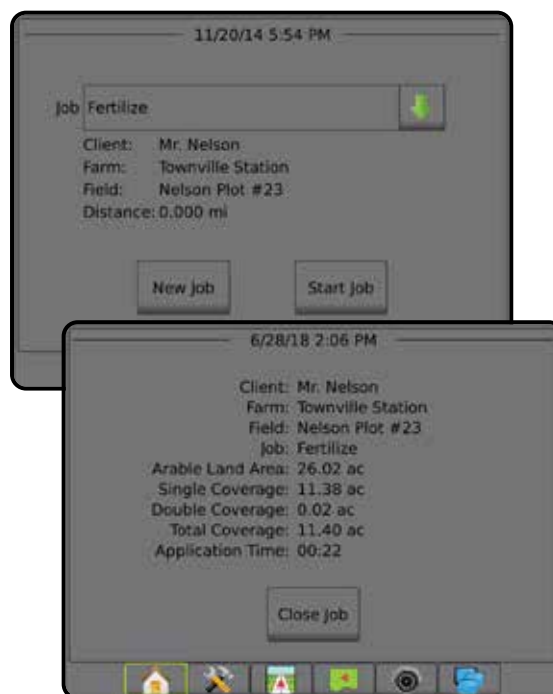 11/20/14 5:54 PM
Job Fertilize
Client: Mr. Nelson
Farm: Townville Station
Field: Nelson Plot #23
Distance: 0.000 mi
New Job Start Job
6/28/18 2:06 PM
Client: Mr. Nelson
Farm: Townville Station
Field: Nelson Plot #23
Job: Fertilize
Arable Land Area: 26.02 ac
Single Coverage: 11.38 ac
Double Coverage: 0.02 ac
Total Coverage: 11.40 ac
Application Time: 00:22
Close Job